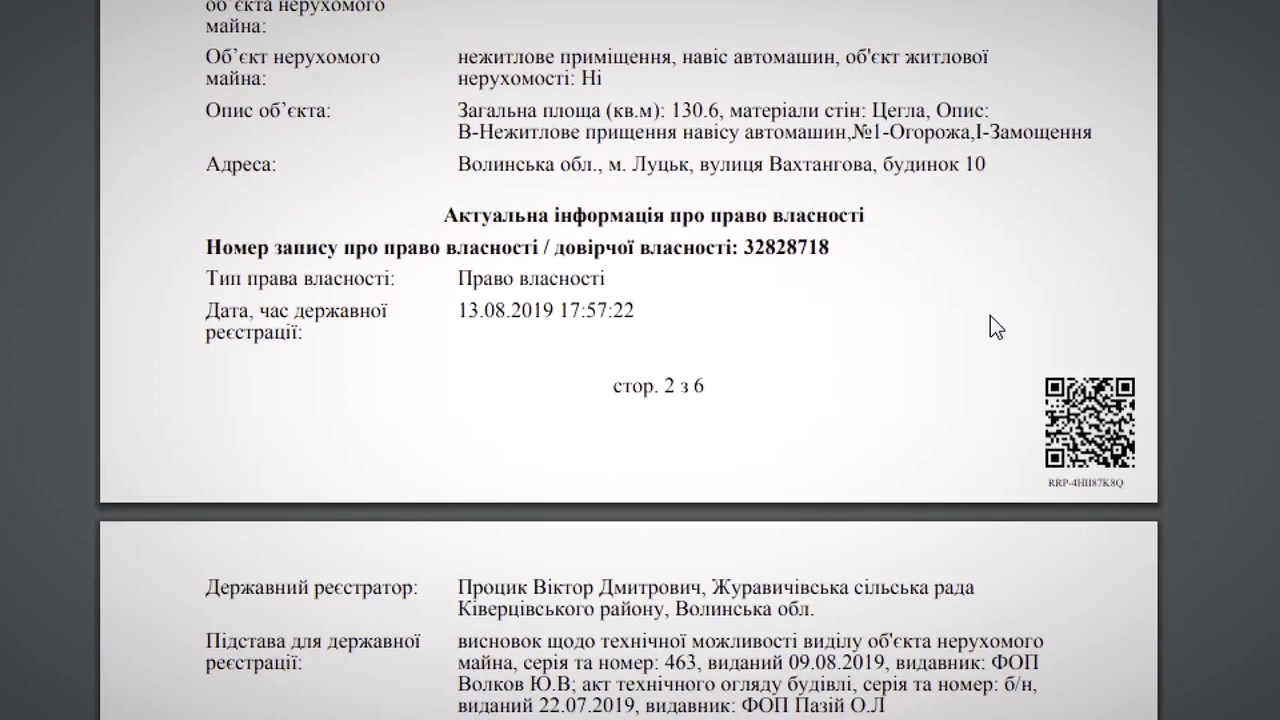 об’єкта нерухомого
майна:
Об’єкт нерухомого
майна:
нежитлове приміщення, навіс автомашин, об'єкт житлової
нерухомості: Ні
Опис об’єкта:
Загальна площа (кв.м): 130.6, матеріали стін: Цегла, Опис:
В-Нежитлове прищення навісу автомашин,№1-Огорожа,І-Замощення
Адреса:
Волинська обл., м. Луцьк, вулиця Вахтангова, будинок 10
Актуальна інформація про право власності
Номер запису про право власності / довірчої власності: 32828718
Тип права власності:
Право власності
Дата, час державної
реєстрації:
13.08.2019 17:57:22
стор. 2 з 6
RRP-4HII87K8Q
Державний реєстратор:
Процик Віктор Дмитрович, Журавичівська сільська рада
Ківерцівського району, Волинська обл.
Підстава для державної
реєстрації:
висновок щодо технічної можливості виділу об'єкта нерухомого
майна, серія та номер: 463, виданий 09.08.2019, видавник: ФОП
Волков Ю.В; акт технічного огляду будівлі, серія та номер: б/н,
виданий 22.07.2019, видавник: ФОП Пазій О.Л